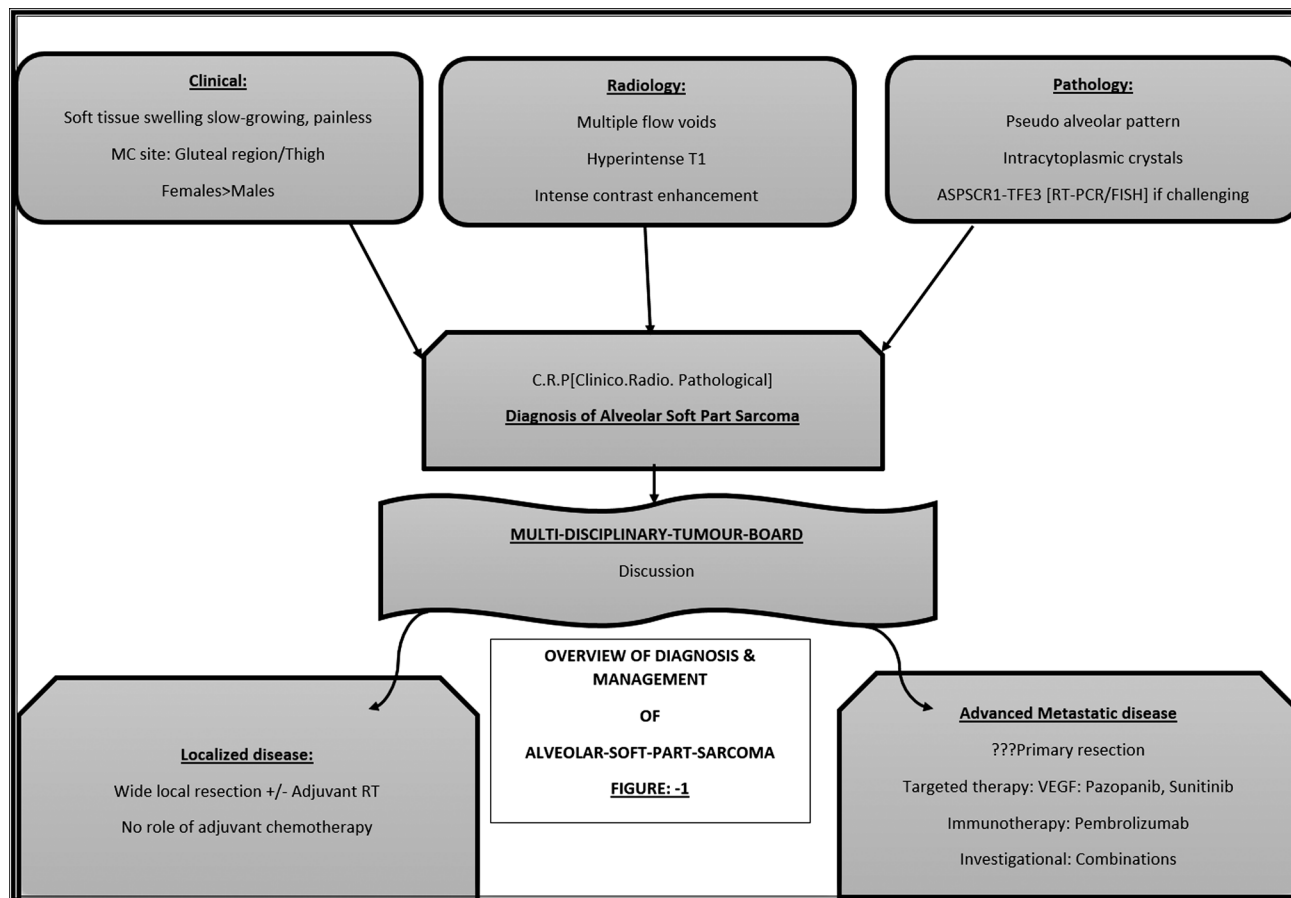 Clinical:
Soft tissue swelling slow-growing, painless
MC site: Gluteal region/Thigh
Females>Males
Radiology:
Multiple flow voids
Hyperintense T1
Intense contrast enhancement
Pathology:
Pseudo alveolar pattern
Intracytoplasmic crystals
ASPSCR1-TFE3 [RT-PCR/FISH] if challenging
C.R.P[Clinico.Radio. Pathological]
Diagnosis of Alveolar Soft Part Sarcoma
MULTI-DISCIPLINARY-TUMOUR-BOARD
Discussion
OVERVIEW OF DIAGNOSIS &
MANAGEMENT
OF
ALVEOLAR-SOFT-PART-SARCOMA
FIGURE: -1
Localized disease:
Wide local resection +/- Adjuvant RT
No role of adjuvant chemotherapy
Advanced Metastatic disease
???Primary resection
Targeted therapy: VEGF: Pazopanib, Sunitinib
Immunotherapy: Pembrolizumab
Investigational: Combinations